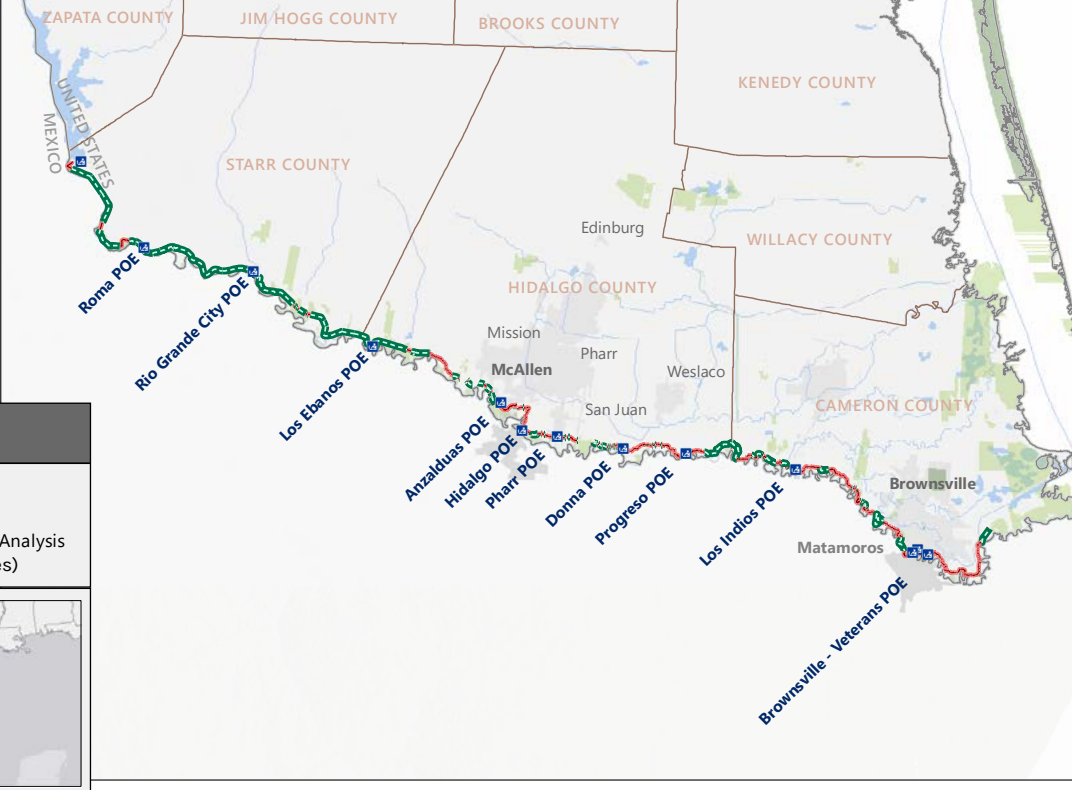 ZAPATA COUNTY
JIM HOGG COUNTY
BROOKS COUNTY
KENEDY COUNTY
UNITED STATES
MEXICO
STARR COUNTY
Edinburg
WILLACY COUNTY
HIDALGO COUNTY
Roma POE
Rio Grande City POE
Mission
Pharr
McAllen
Weslaco
Los Ebanos POE
San Juan
CAMERON COUNTY
Anzalduas POE
Hidalgo POE
Pharr POE
Donna POE
Progreso POE
Los Indios POE
Brownsville
Matamoros
Analysis
es)
Brownsville - Veterans POE